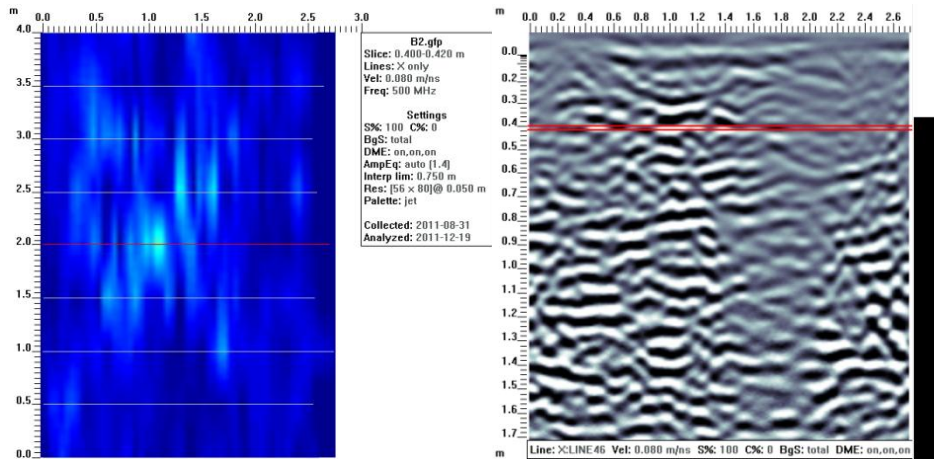 m
4.0
3.5
3.0
2.5
2.0
1.5
1.0
0.5
0.0
0.0 0.5 1.0 1.5 2.0 2.5 3.0
m
B2.gfp
Slice: 0.400-0.420 m
Lines: X only
Vel: 0.080 m/ns
Freq: 500 MHz
Settings
S%: 100 C%: 0
BgS: total
DME: on,on,on
AmpEq: auto [1.4]
Interp lim: 0.750 m
Res: [56 × 80]@ 0.050 m
Palette: jet
Collected: 2011-08-31
Analyzed: 2011-12-19
m
0.0 0.2 0.4 0.6 0.8 1.0 1.2 1.4 1.6 1.8 2.0 2.2 2.4 2.6
0.0
0.2
0.3
0.4
0.5
0.6
0.7
0.8
0.9
1.0
1.1
1.2
1.3
1.4
1.5
1.6
1.7
m
Line: X:LINE46 Vel: 0.080 m/ns S%: 100 C%: 0 BgS: total DME: on,on,on